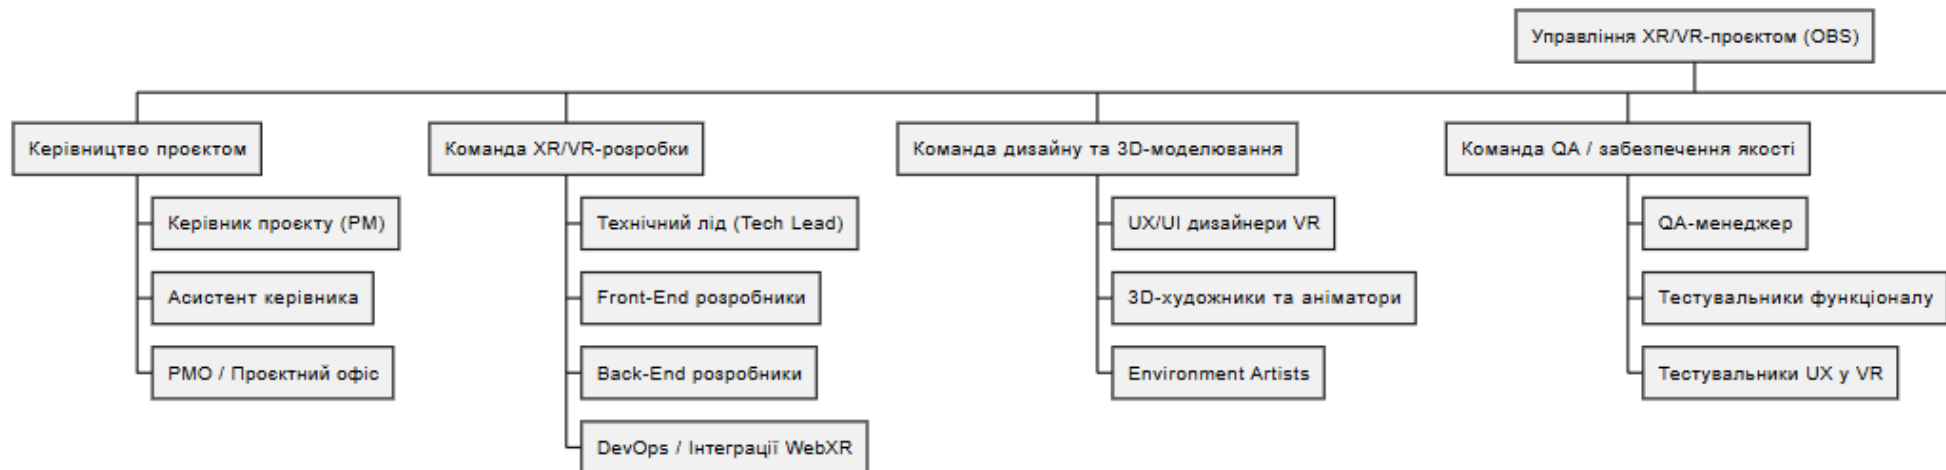 Управління XR/VR-проєктом (OBS)
Керівництво проєктом
Команда XR/VR-розробки
Команда дизайну та 3D-моделювання
Команда QA / забезпечення якості
Керівник проєкту (PM)
Асистент керівника
PMO / Проєктний офіс
Технічний лід (Tech Lead)
Front-End розробники
Back-End розробники
DevOps / Інтеграції WebXR
UX/UI дизайнери VR
3D-художники та аніматори
Environment Artists
QA-менеджер
Тестувальники функціоналу
Тестувальники UX у VR